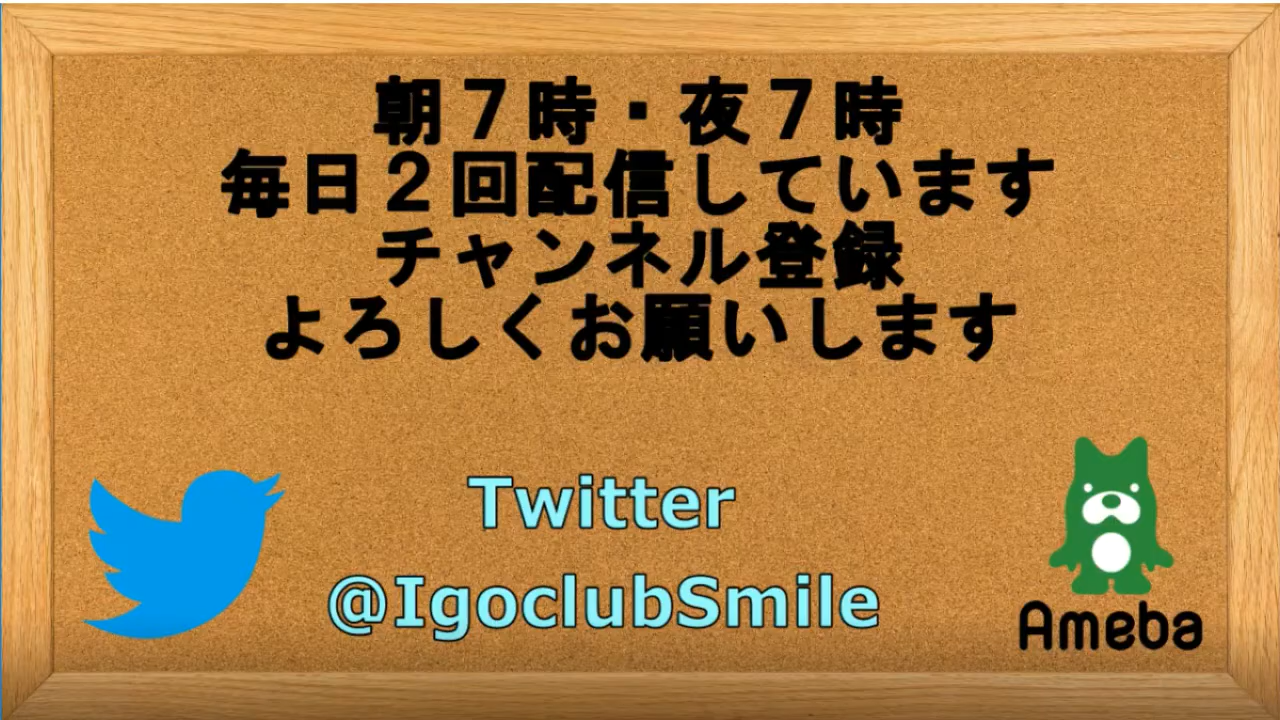 朝７時・夜７時
毎日２回配信しています
チャンネル登録
よろしくお願いします
Twitter
@IgoclubSmile
Ameba